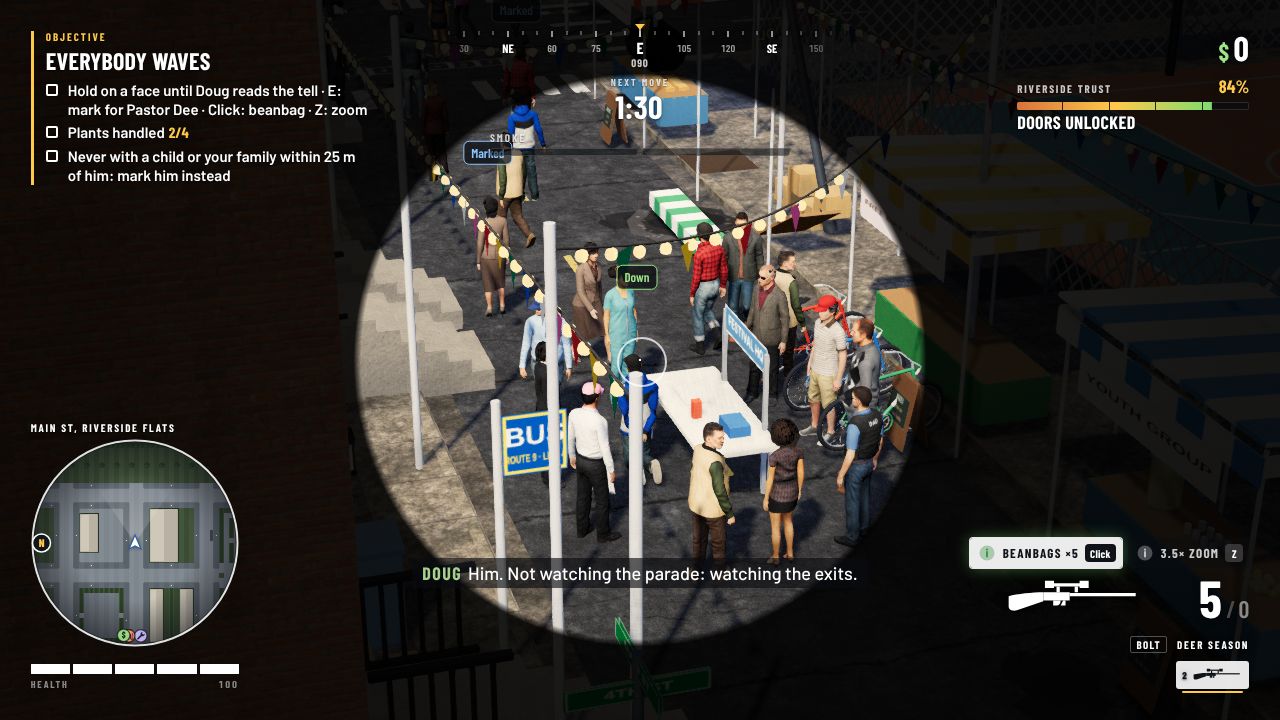 OBJECTIVE
EVERYBODY WAVES
Hold on a face until Doug reads the tell · E:
mark for Pastor Dee · Click: beanbag · Z: zoom
Plants handled 2/4
Never with a child or your family within 25 m
of him: mark him instead
Marked
30 NE 60 75 E 105 120 SE 150
090
NEXT MOVE
1:30
SMOKE
Marked
$0
RIVERSIDE TRUST 84%
DOORS UNLOCKED
Down
FESTIVAL
BUS
ROUTE 9
DAD
YOUTH GROUP
MAIN ST, RIVERSIDE FLATS
N
$
HEALTH 100
DOUG Him. Not watching the parade: watching the exits.
BEANBAGS ×5 Click
3.5× ZOOM Z
5/0
BOLT DEER SEASON
2
4TH ST